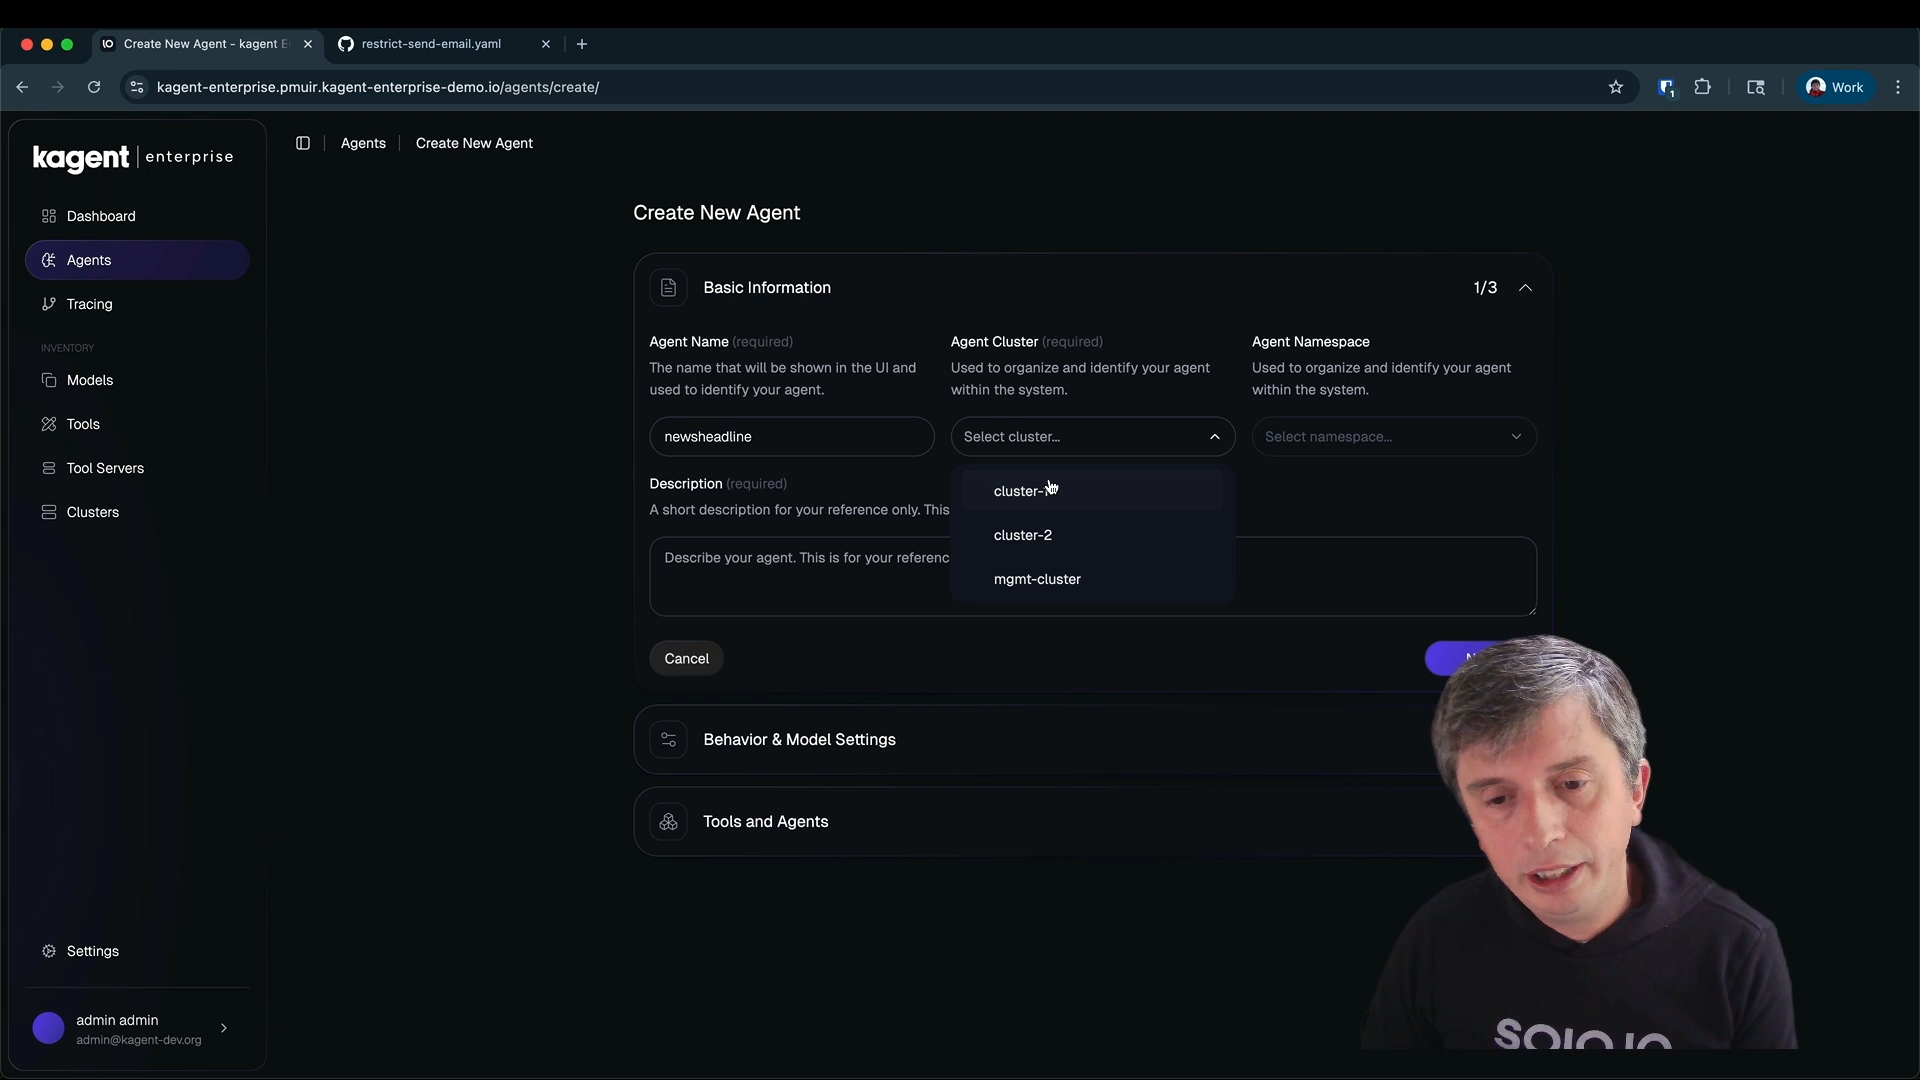 Create New Agent - kagent E
restrict-send-email.yaml
kagent-enterprise.pmuir.kagent-enterprise-demo.io/agents/create/
1
Work
kagent | enterprise
Agents
Create New Agent
Dashboard
Agents
Tracing
INVENTORY
Models
Tools
Tool Servers
Clusters
Settings
admin admin
admin@kagent-dev.org
Create New Agent
Basic Information
1/3
Agent Name (required)
The name that will be shown in the UI and
used to identify your agent.
newsheadline
Agent Cluster (required)
Used to organize and identify your agent
within the system.
Select cluster...
cluster-1
cluster-2
mgmt-cluster
Agent Namespace
Used to organize and identify your agent
within the system.
Select namespace...
Description (required)
A short description for your reference only. This
Describe your agent. This is for your referenc
Cancel
Behavior & Model Settings
Tools and Agents
solo.io